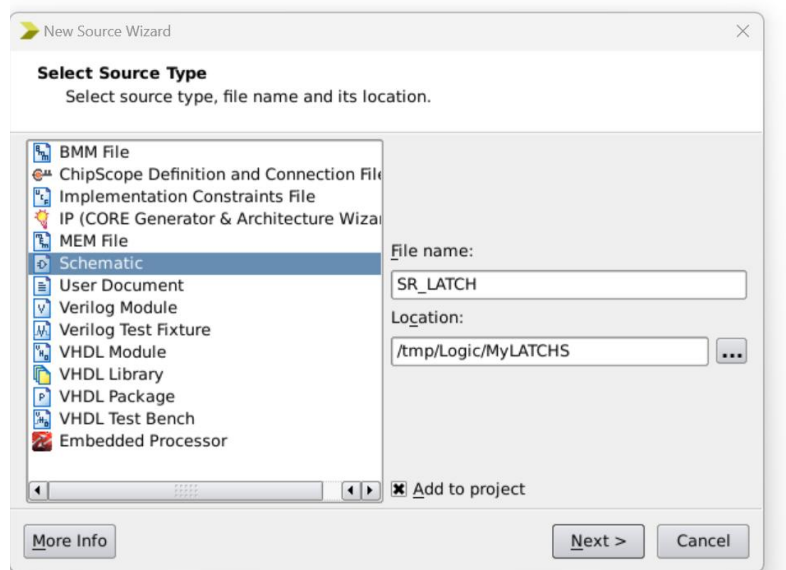 New Source Wizard
Select Source Type
Select source type, file name and its location.
BMM File
ChipScope Definition and Connection File
Implementation Constraints File
IP (CORE Generator & Architecture Wizar
MEM File
Schematic
User Document
Verilog Module
Verilog Test Fixture
VHDL Module
VHDL Library
VHDL Package
VHDL Test Bench
Embedded Processor
File name:
SR_LATCH
Location:
/tmp/Logic/MyLATCHS
...
Add to project
More Info
Next >
Cancel